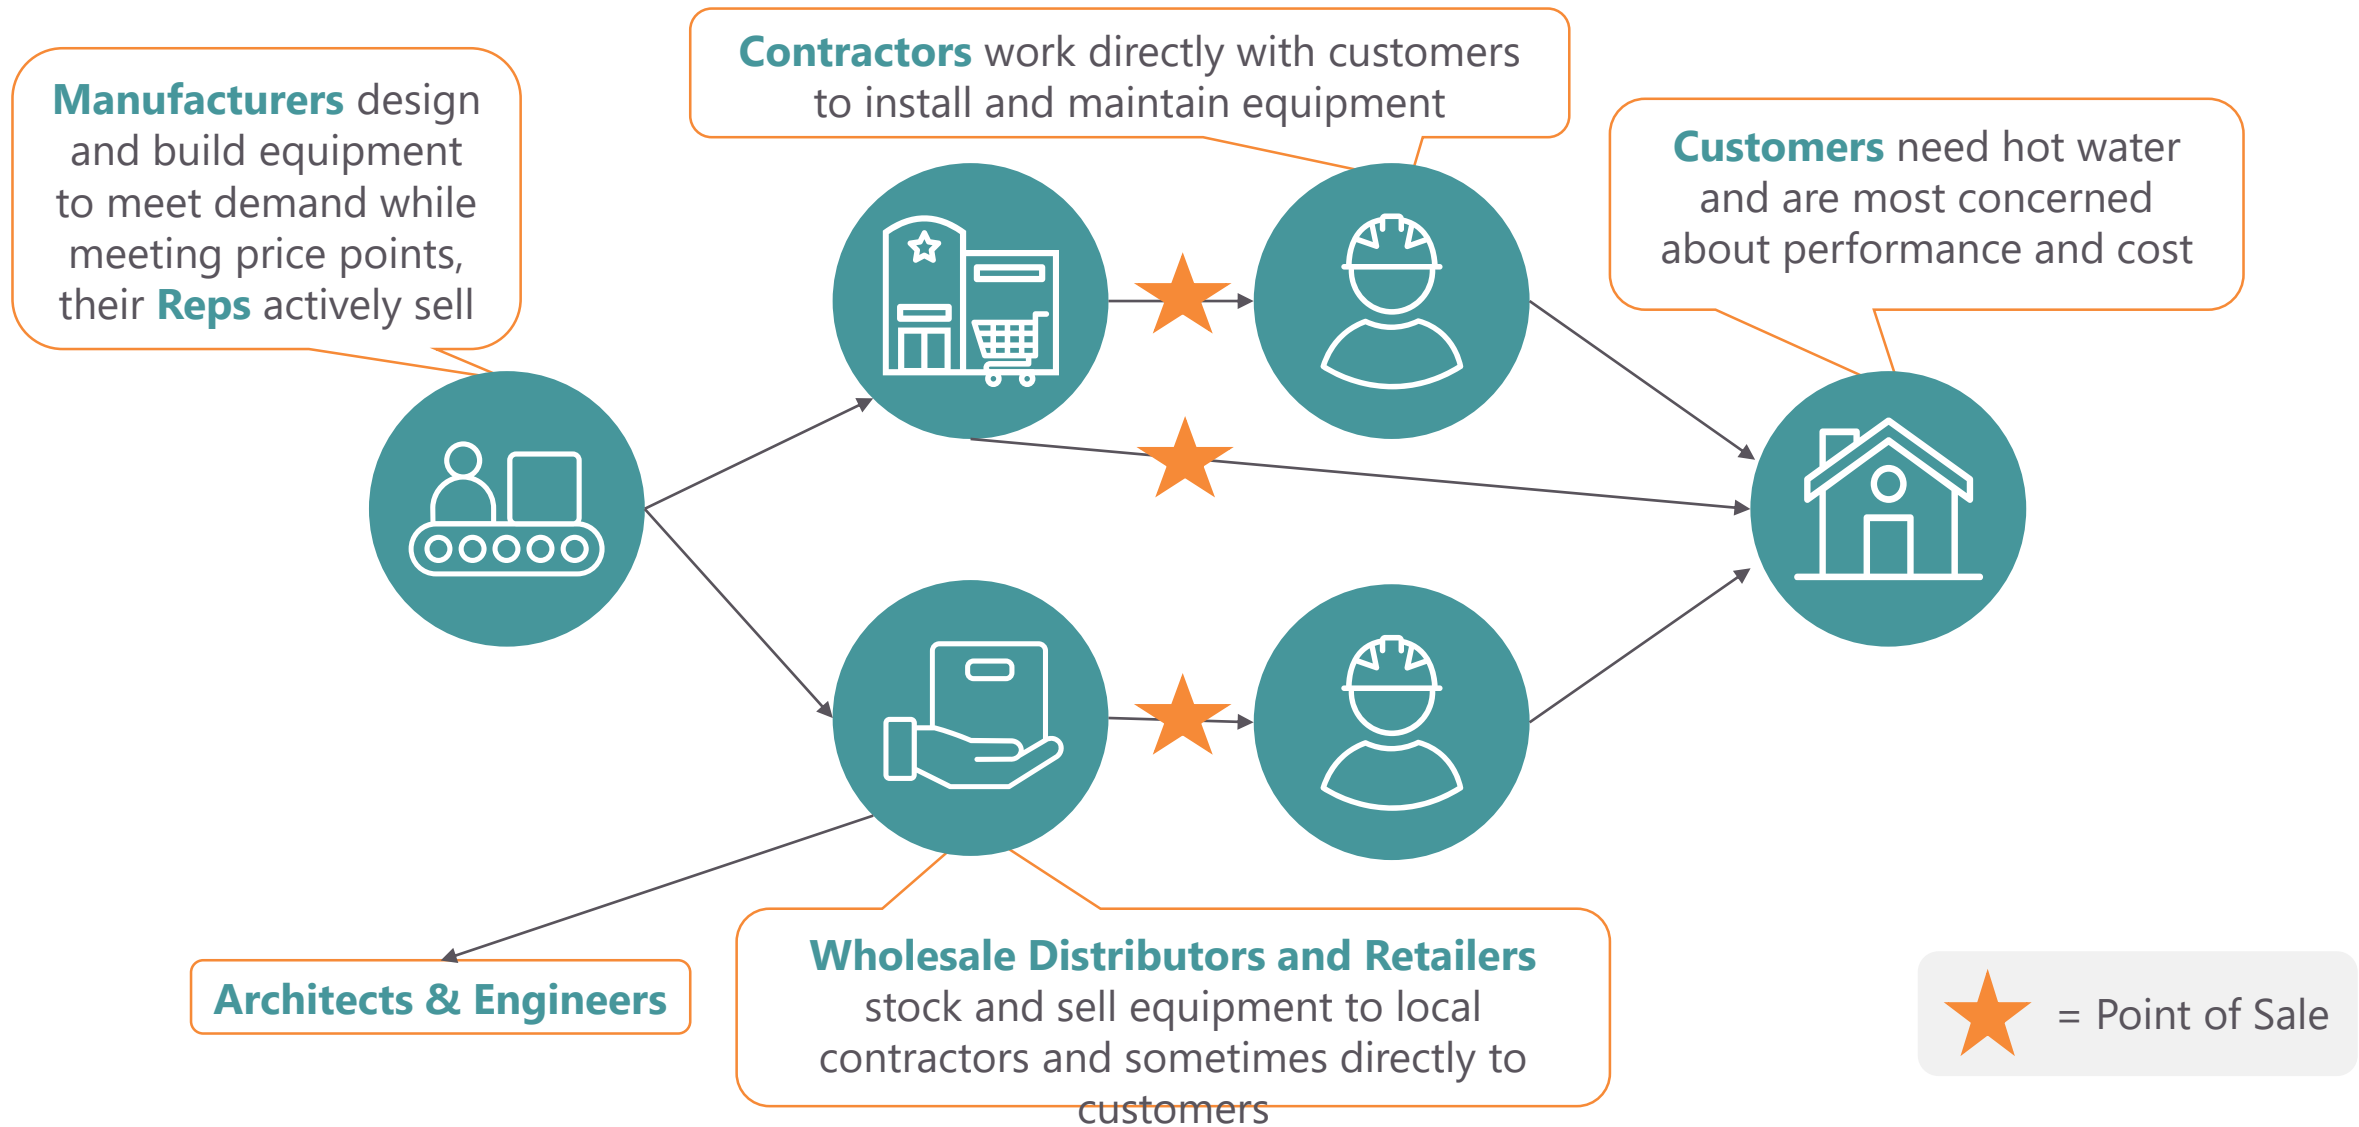 Manufacturers design
and build equipment
to meet demand while
meeting price points,
their Reps actively sell
Contractors work directly with customers
to install and maintain equipment
Customers need hot water
and are most concerned
about performance and cost
Architects & Engineers
Wholesale Distributors and Retailers
stock and sell equipment to local
contractors and sometimes directly to
customers
= Point of Sale